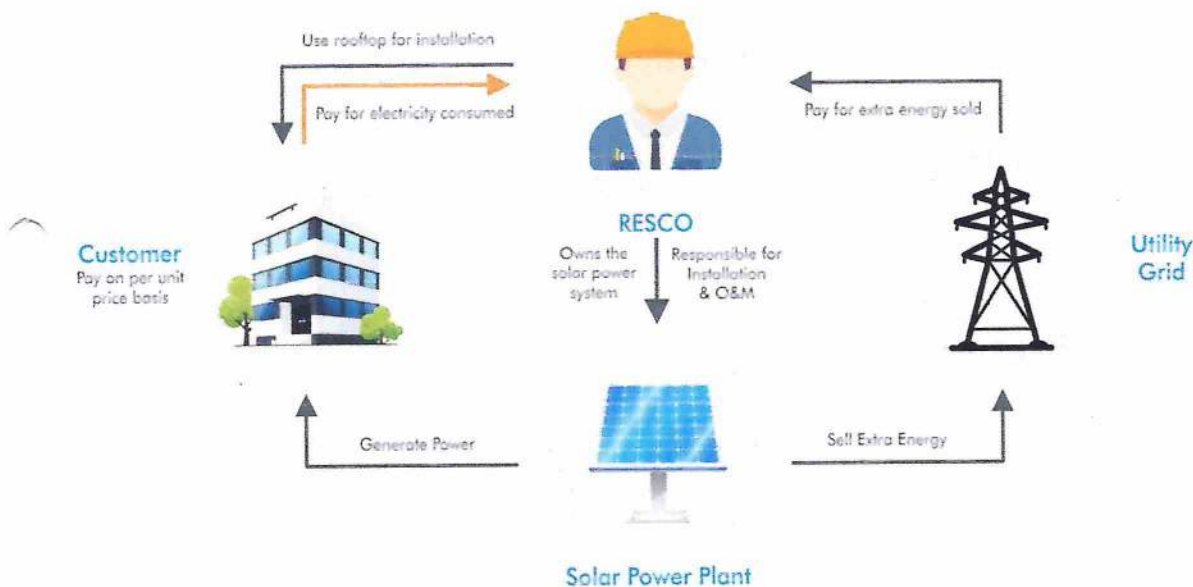 Use rooftop for installation
Pay for electricity consumed
Pay for extra energy sold
RESCO
Customer
Pay on per unit
price basis
Owns the
solar power
system
Responsible for
Installation
& O&M
Utility
Grid
Generate Power
Sell Extra Energy
Solar Power Plant